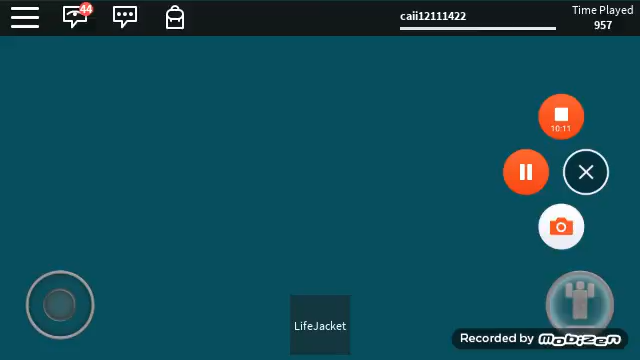 44
caii12111422
Time Played
957
10:11
LifeJacket
Recorded by MOBIZEN